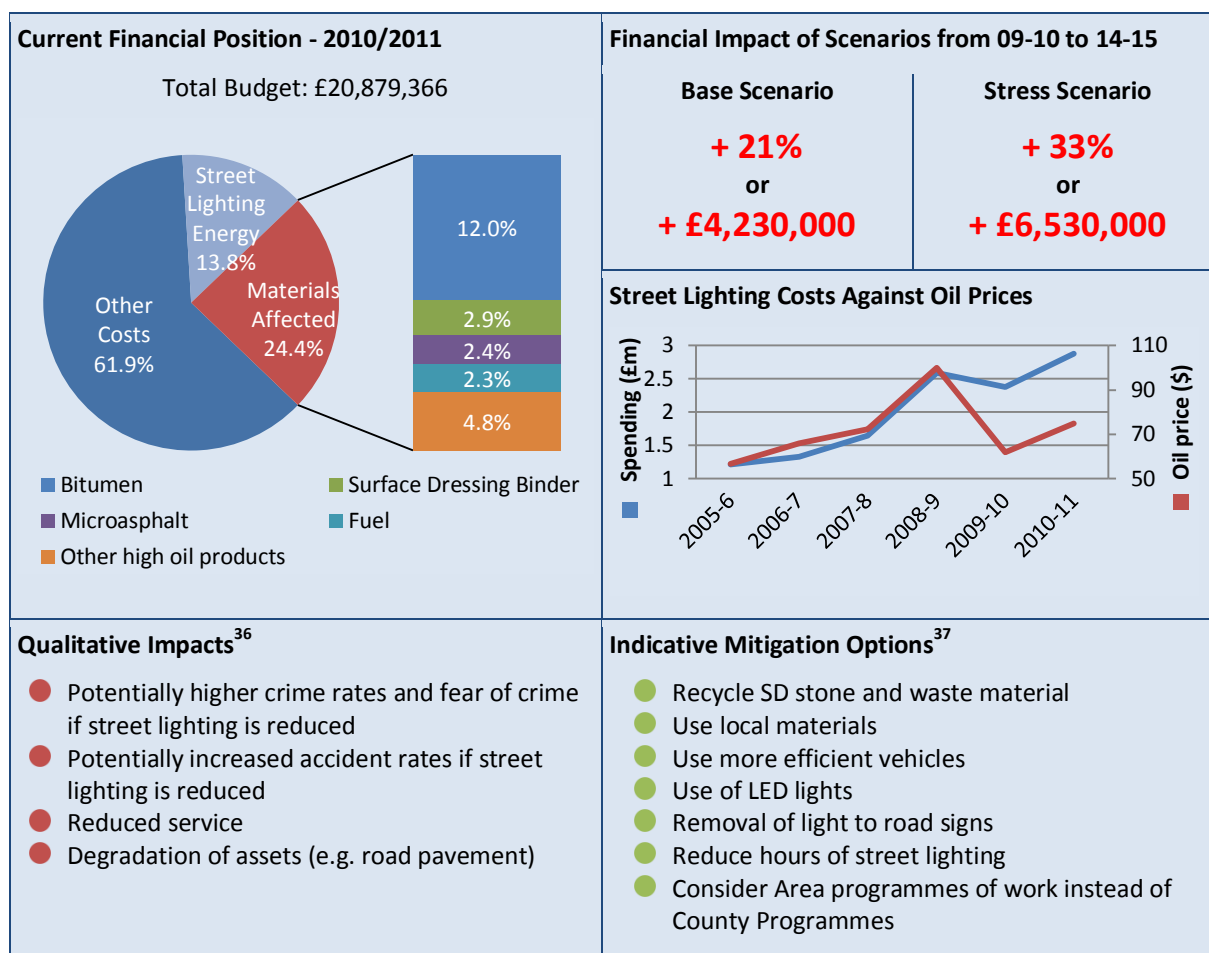 Current Financial Position - 2010/2011
Total Budget: £20,879,366
Street
Lighting
Energy
13.8%
Materials
Affected
24.4%
Other
Costs
61.9%
12.0%
2.9%
2.4%
2.3%
4.8%
Bitumen
Surface Dressing Binder
Microasphalt
Fuel
Other high oil products
Financial Impact of Scenarios from 09-10 to 14-15
Base Scenario
+ 21%
or
+ £4,230,000
Stress Scenario
+ 33%
or
+ £6,530,000
Street Lighting Costs Against Oil Prices
Spending (£m)
3
2.5
2
1.5
1
110
90
70
50
Oil price ($)
2005-6
2006-7
2007-8
2008-9
2009-10
2010-11
Qualitative Impacts36
Potentially higher crime rates and fear of crime
if street lighting is reduced
Potentially increased accident rates if street
lighting is reduced
Reduced service
Degradation of assets (e.g. road pavement)
Indicative Mitigation Options37
Recycle SD stone and waste material
Use local materials
Use more efficient vehicles
Use of LED lights
Removal of light to road signs
Reduce hours of street lighting
Consider Area programmes of work instead of
County Programmes